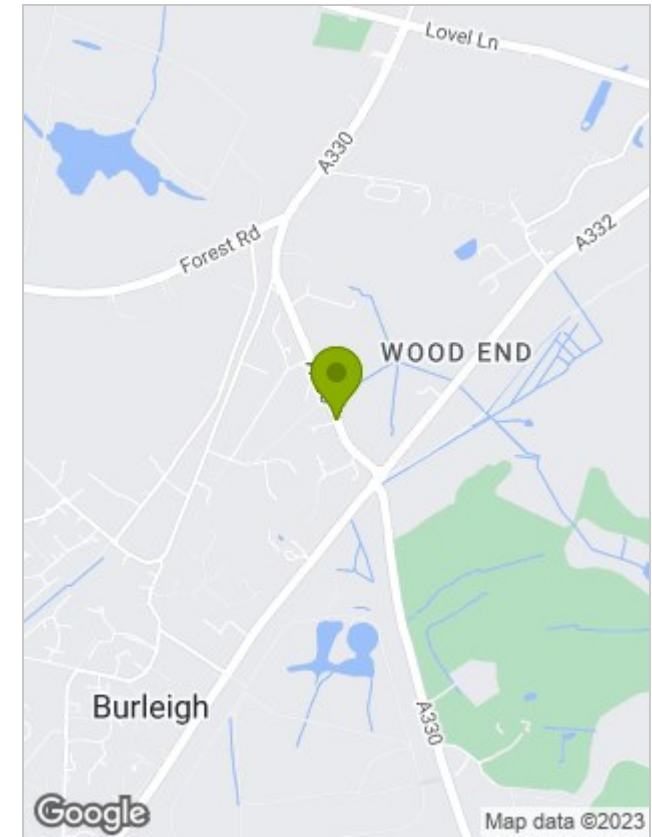 Lovel Ln
A330
Forest Rd
A332
WOOD END
Burleigh
A330
Google
Map data ©2023